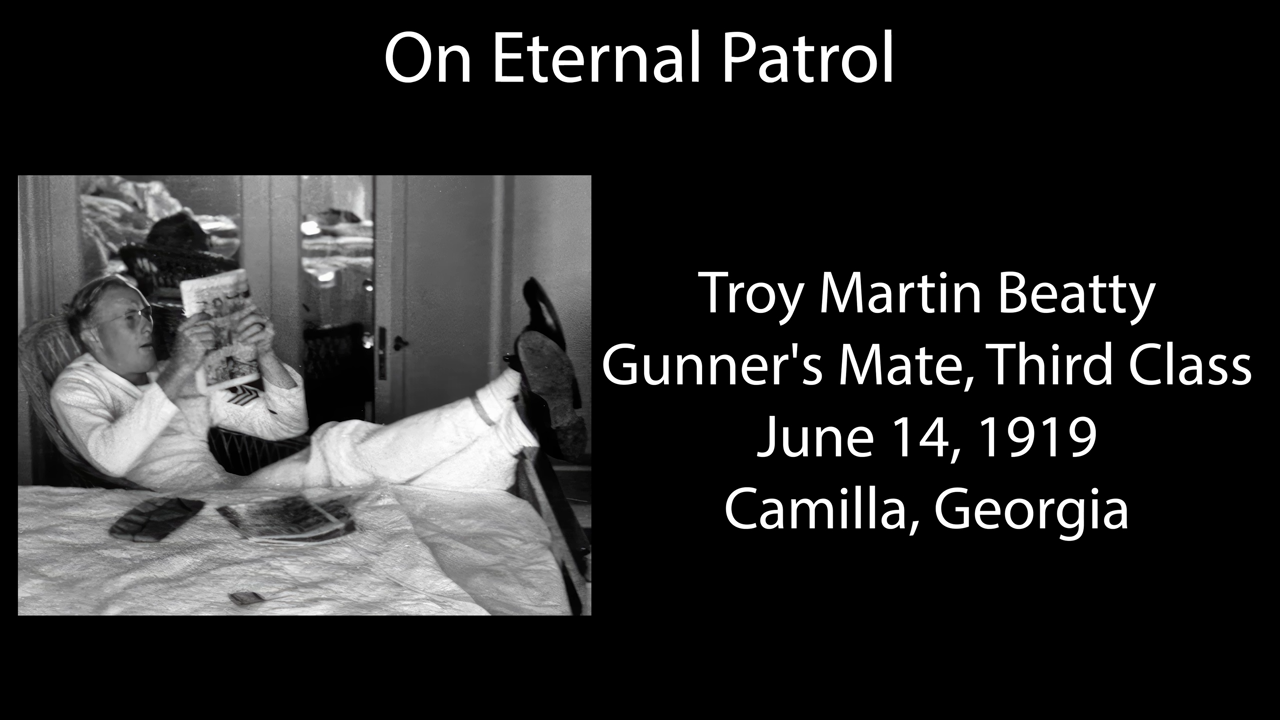 On Eternal Patrol
Troy Martin Beatty
Gunner's Mate, Third Class
June 14, 1919
Camilla, Georgia